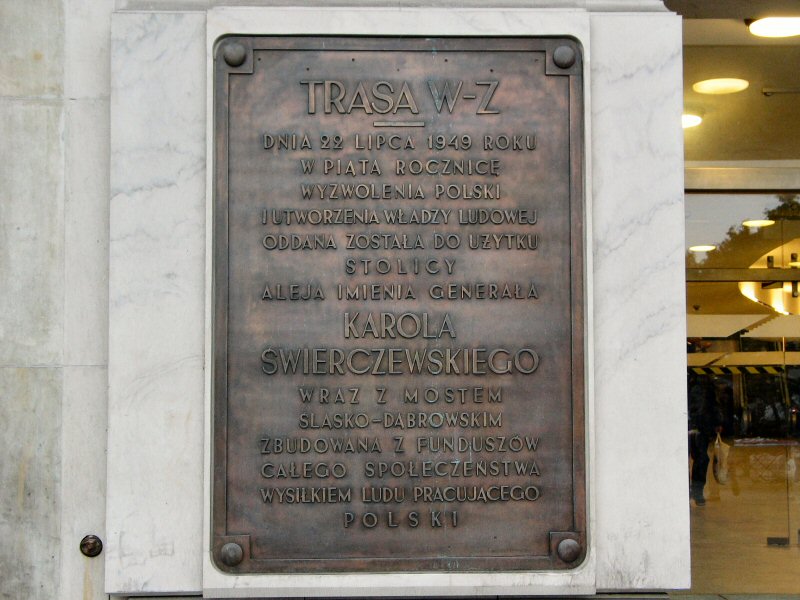 TRASA W-Z
DNIA 22 LIPCA 1949 ROKU
W PIĄTĄ ROCZNICĘ
WYZWOLENIA POLSKI
I UTWORZENIA WŁADZY LUDOWEJ
ODDANA ZOSTAŁA DO UŻYTKU
STOLICY
ALEJA IMIENIA GENERAŁA
KAROLA
ŚWIERCZEWSKIEGO
WRAZ Z MOSTEM
ŚLĄSKO-DĄBROWSKIM
ZBUDOWANA Z FUNDUSZÓW
CAŁEGO SPOŁECZEŃSTWA
WYSIŁKIEM LUDU PRACUJĄCEGO
POLSKI